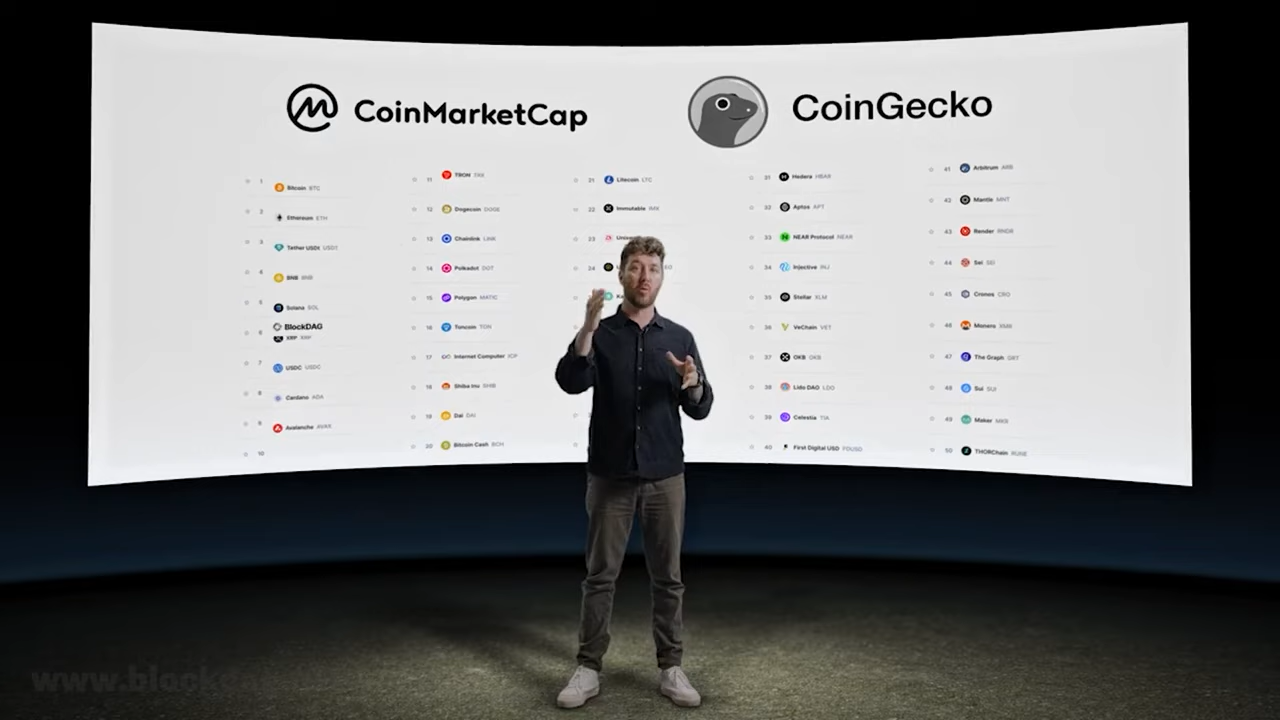 CoinMarketCap
CoinGecko
1 Bitcoin BTC
2 Ethereum ETH
3 Tether USDt USDT
4 BNB BNB
5 Solana SOL
6 BlockDAG
XRP XRP
7 USDC USDC
8 Cardano ADA
9 Avalanche AVAX
10
11 TRON TRX
12 Dogecoin DOGE
13 Chainlink LINK
14 Polkadot DOT
15 Polygon MATIC
16 Toncoin TON
17 Internet Computer ICP
18 Shiba Inu SHIB
19 Dai DAI
20 Bitcoin Cash BCH
21 Litecoin LTC
22 Immutable IMX
23
24
31 Hedera HBAR
32 Aptos APT
33 NEAR Protocol NEAR
34 Injective INJ
35 Stellar XLM
36 VeChain VET
37 OKB OKB
38 Lido DAO LDO
39 Celestia TIA
40 First Digital USD FDUSD
41 Arbitrum ARB
42 Mantle MNT
43 Render RNDR
44 Sei SEI
45 Cronos CRO
46 Monero XMR
47 The Graph GRT
48 Sui SUI
49 Maker MKR
50 THORChain RUNE